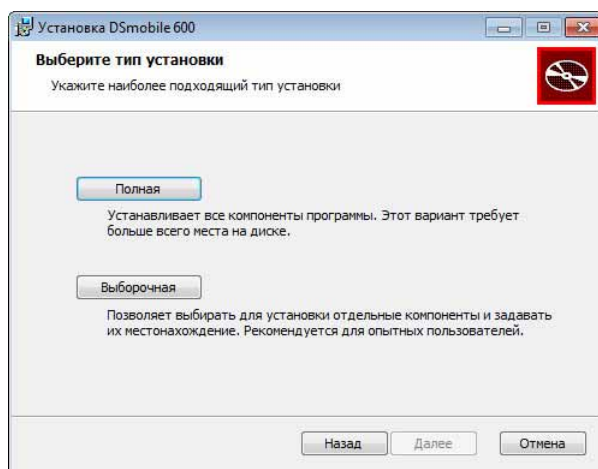 Установка DSmobile 600
Выберите тип установки
Укажите наиболее подходящий тип установки
Полная
Устанавливает все компоненты программы. Этот вариант требует
больше всего места на диске.
Выборочная
Позволяет выбирать для установки отдельные компоненты и задавать
их местонахождение. Рекомендуется для опытных пользователей.
Назад Далее Отмена